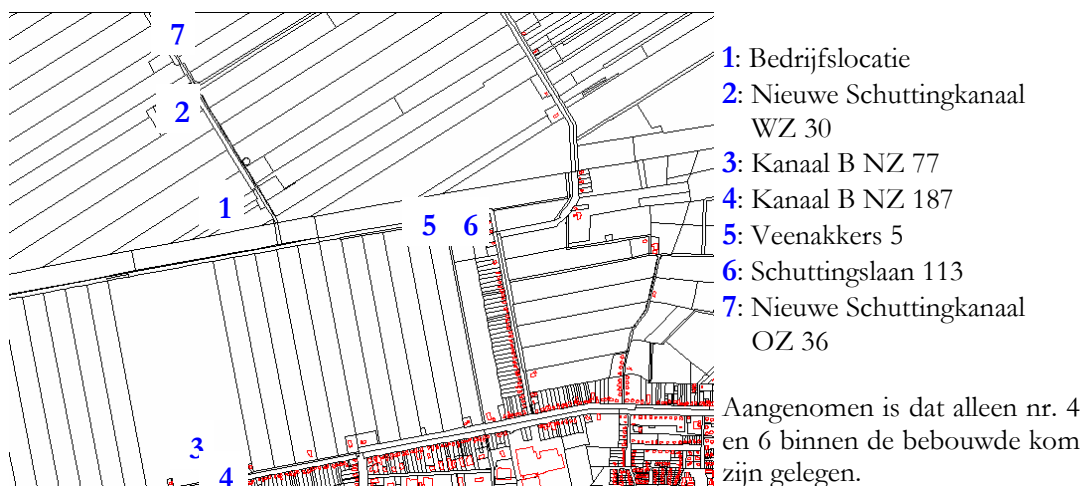 7
2
1
5 6
3
4
1: Bedrijfslocatie
2: Nieuwe Schuttingkanaal
WZ 30
3: Kanaal B NZ 77
4: Kanaal B NZ 187
5: Veenakkers 5
6: Schuttingslaan 113
7: Nieuwe Schuttingkanaal
OZ 36
Aangenomen is dat alleen nr. 4
en 6 binnen de bebouwde kom
zijn gelegen.